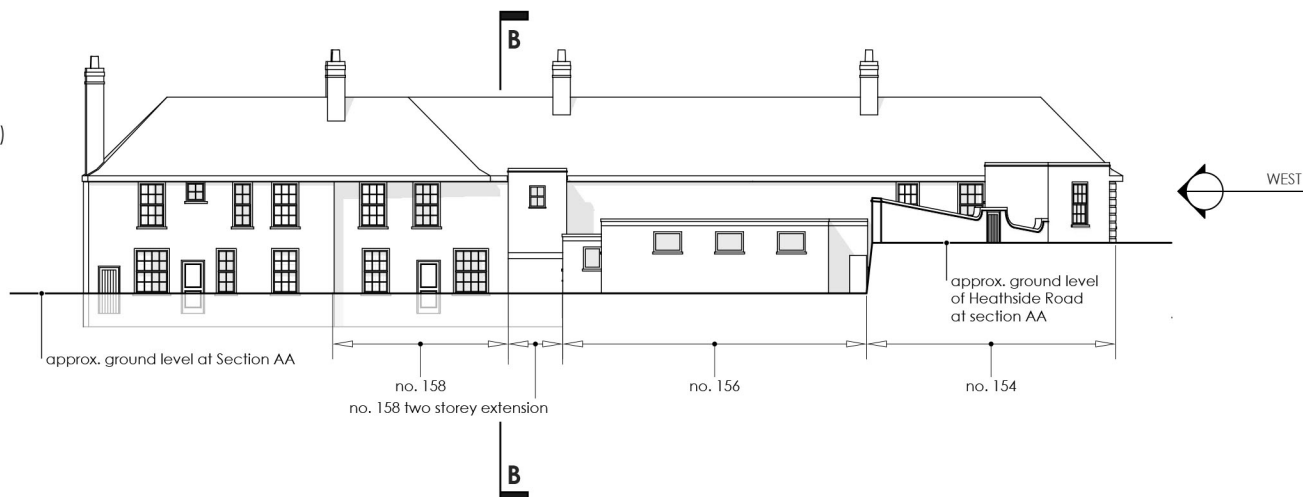 B
)
WEST
approx. ground level
of Heathside Road
at section AA
approx. ground level at Section AA
no. 158
no. 156
no. 154
no. 158 two storey extension
B